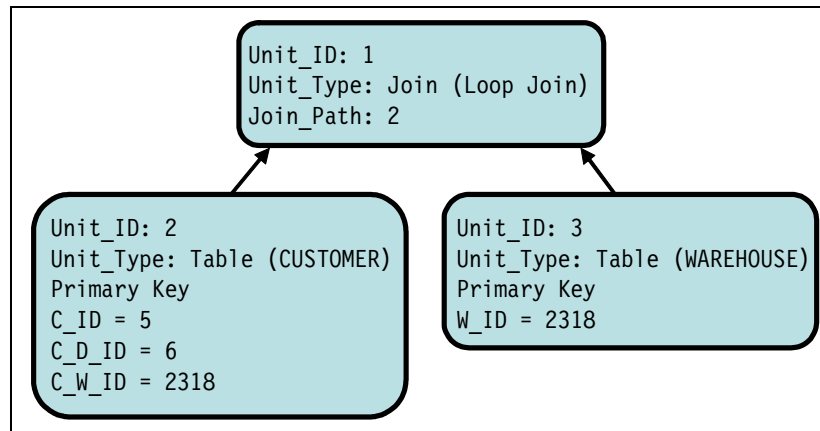 Unit_ID: 1
Unit_Type: Join (Loop Join)
Join_Path: 2
Unit_ID: 2
Unit_Type: Table (CUSTOMER)
Primary Key
C_ID = 5
C_D_ID = 6
C_W_ID = 2318
Unit_ID: 3
Unit_Type: Table (WAREHOUSE)
Primary Key
W_ID = 2318